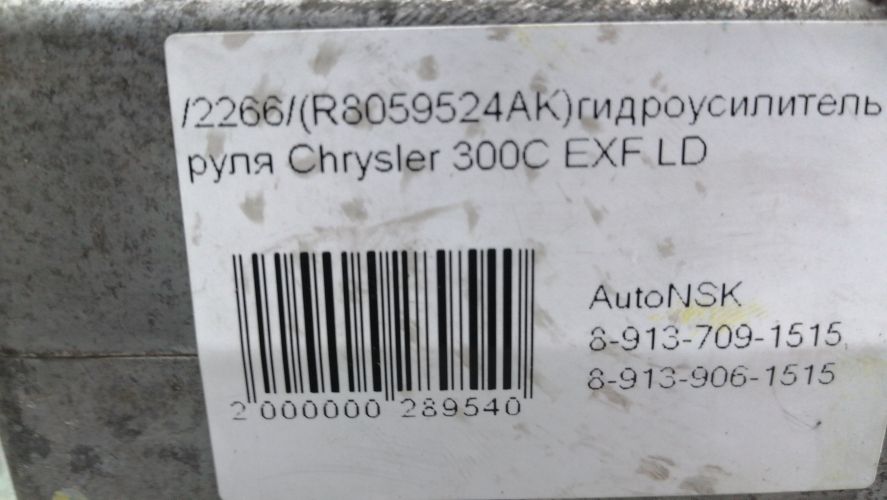 /2266/(R8059524AK)гидроусилитель
руля Chrysler 300C EXF LD
AutoNSK
8-913-709-1515,
8-913-906-1515
2 000000 289540